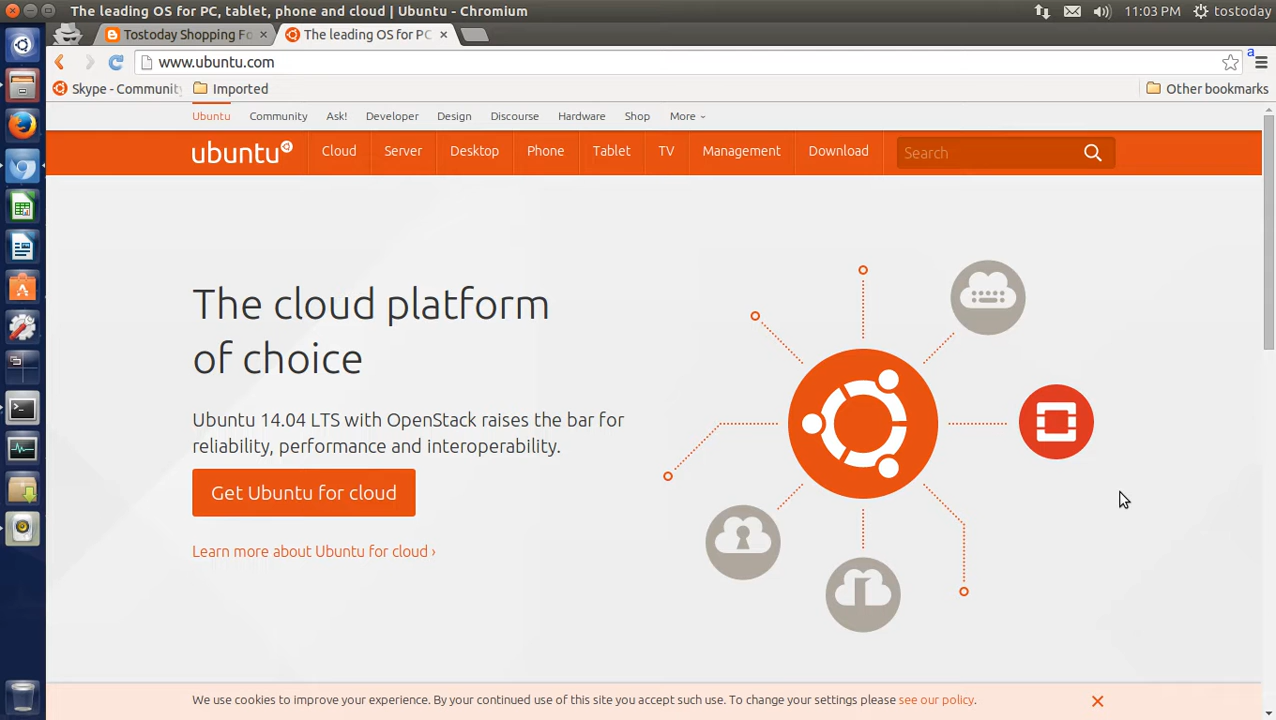 The leading OS for PC, tablet, phone and cloud | Ubuntu - Chromium
11:03 PM
tostoday
Tostoday Shopping Fo
The leading OS for PC
www.ubuntu.com
a
Skype - Community
Imported
Other bookmarks
Ubuntu
Community
Ask!
Developer
Design
Discourse
Hardware
Shop
More
ubuntu
Cloud
Server
Desktop
Phone
Tablet
TV
Management
Download
Search
The cloud platform
of choice
Ubuntu 14.04 LTS with OpenStack raises the bar for
reliability, performance and interoperability.
Get Ubuntu for cloud
Learn more about Ubuntu for cloud ›
We use cookies to improve your experience. By your continued use of this site you accept such use. To change your settings please see our policy.